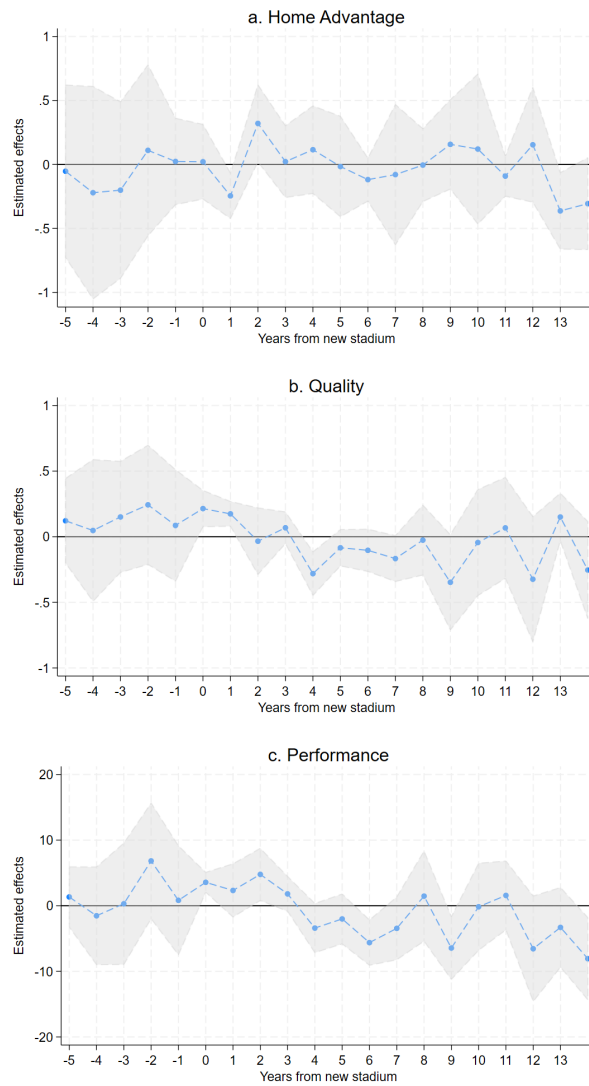 a. Home Advantage
1
.5
0
-.5
-1
Estimated effects
-5 -4 -3 -2 -1 0 1 2 3 4 5 6 7 8 9 10 11 12 13
Years from new stadium
b. Quality
1
.5
0
-.5
-1
Estimated effects
-5 -4 -3 -2 -1 0 1 2 3 4 5 6 7 8 9 10 11 12 13
Years from new stadium
c. Performance
20
10
0
-10
-20
Estimated effects
-5 -4 -3 -2 -1 0 1 2 3 4 5 6 7 8 9 10 11 12 13
Years from new stadium